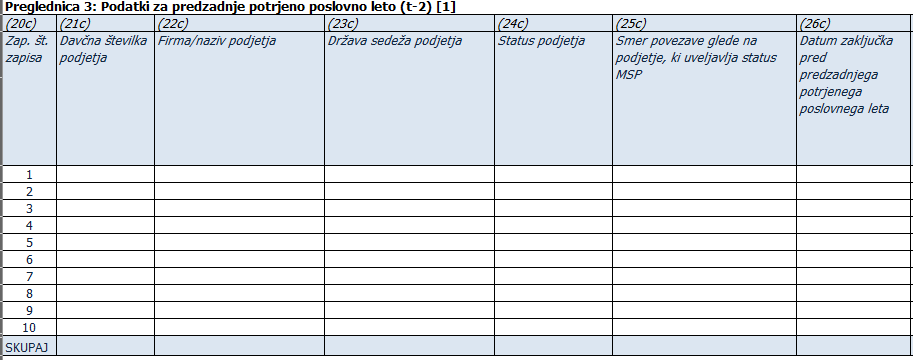 Preglednica 3: Podatki za predzadnje potrjeno poslovno leto (t-2) [1]
(20c) (21c) (22c) (23c) (24c) (25c) (26c)
Zap. št. zapisa
Davčna številka podjetja
Firma/naziv podjetja
Država sedeža podjetja
Status podjetja
Smer povezave glede na podjetje, ki uveljavlja status MSP
Datum zaključka pred predzadnjega potrjenega poslovnega leta
1
2
3
4
5
6
7
8
9
10
SKUPAJ